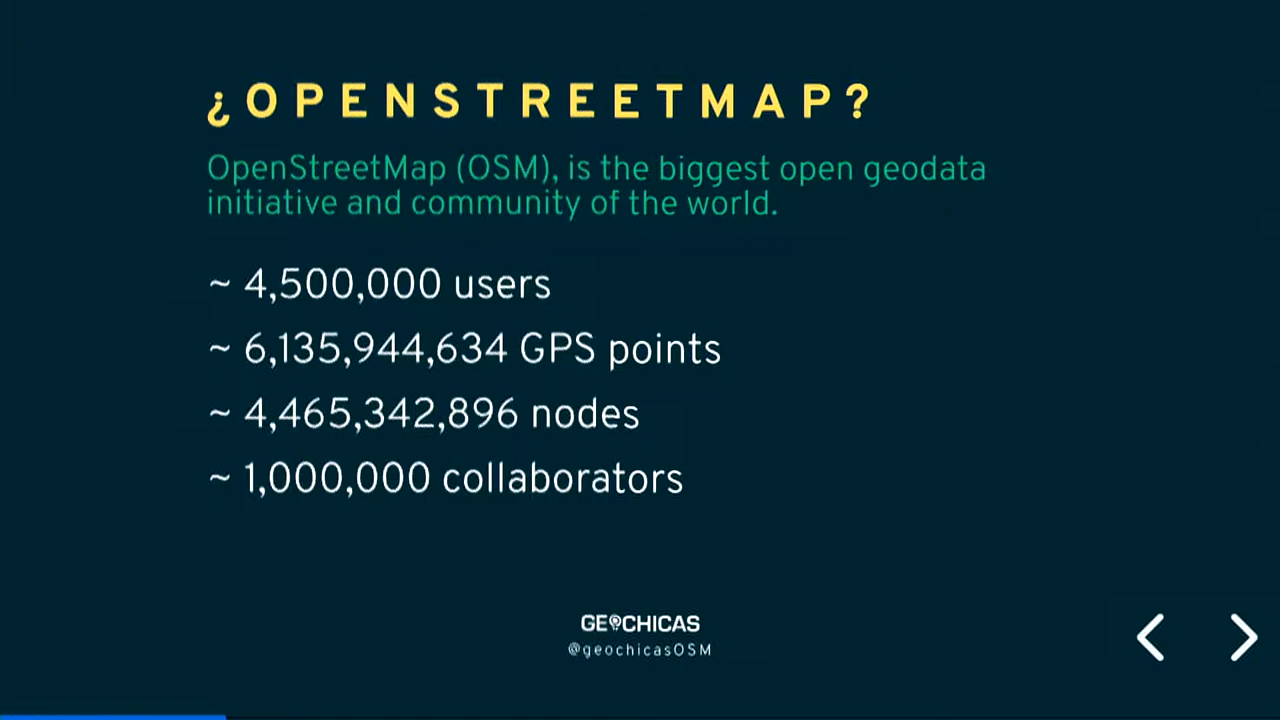 ¿OPENSTREETMAP?
OpenStreetMap (OSM), is the biggest open geodata
initiative and community of the world.
~ 4,500,000 users
~ 6,135,944,634 GPS points
~ 4,465,342,896 nodes
~ 1,000,000 collaborators
GEOCHICAS
@geochicasOSM